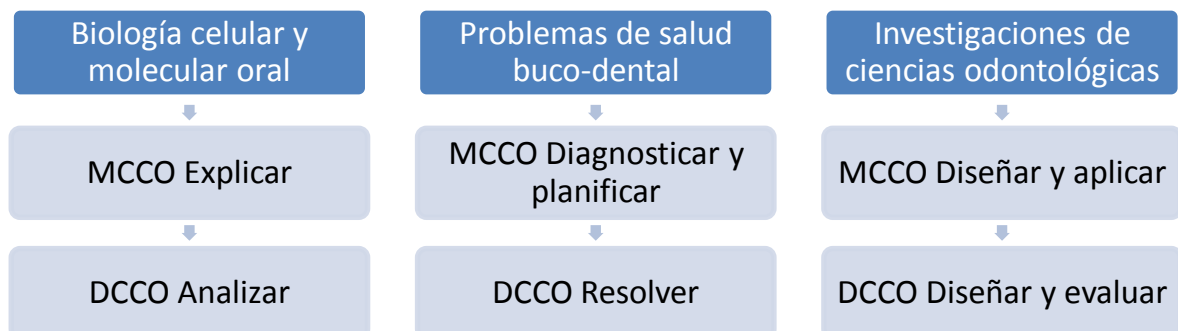 Biología celular y
molecular oral
MCCO Explicar
DCCO Analizar
Problemas de salud
buco-dental
MCCO Diagnosticar y
planificar
DCCO Resolver
Investigaciones de
ciencias odontológicas
MCCO Diseñar y aplicar
DCCO Diseñar y evaluar